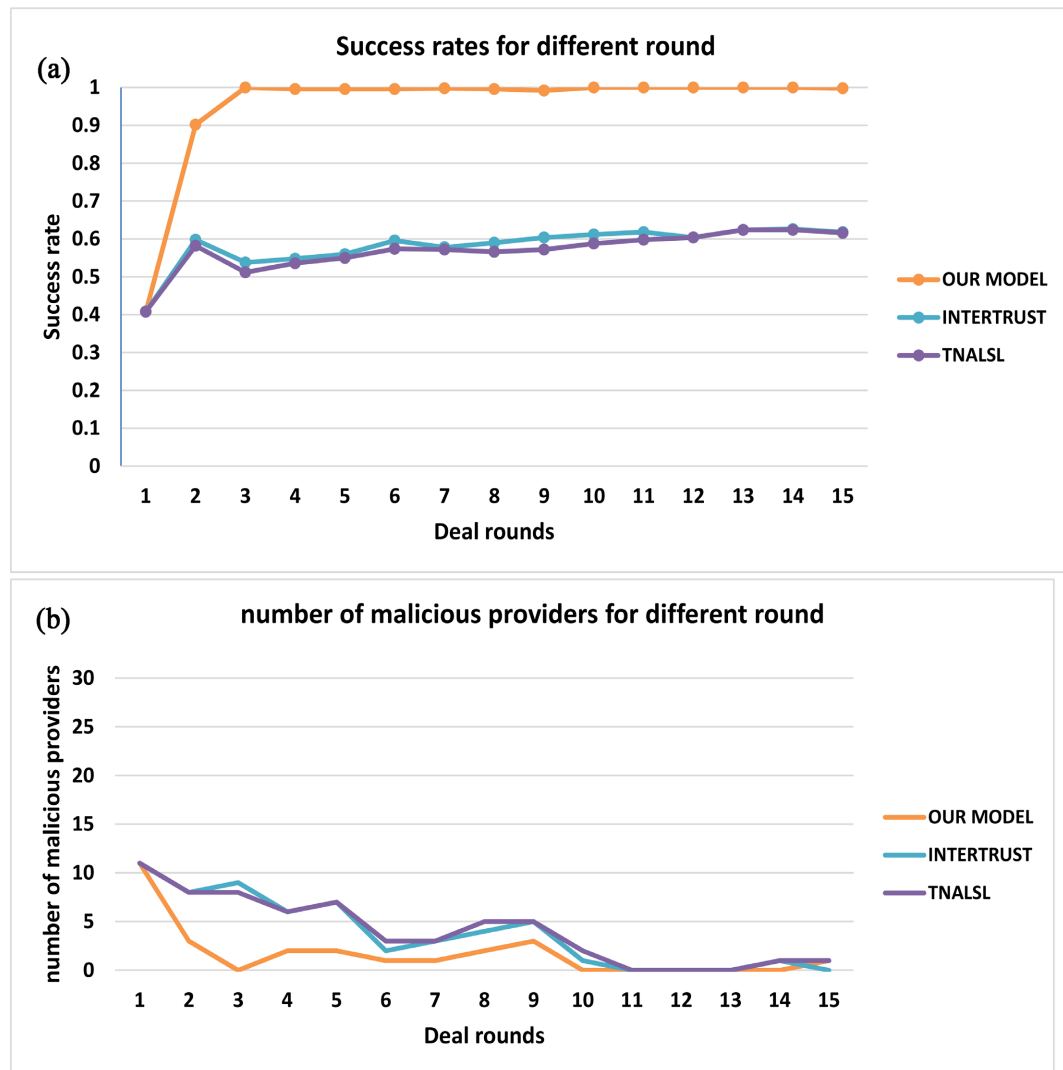 (a)
Success rates for different round
Success rate
1
0.9
0.8
0.7
0.6
0.5
0.4
0.3
0.2
0.1
0
1 2 3 4 5 6 7 8 9 10 11 12 13 14 15
Deal rounds
OUR MODEL
INTERTRUST
TNALSL
(b)
number of malicious providers for different round
number of malicious providers
30
25
20
15
10
5
0
1 2 3 4 5 6 7 8 9 10 11 12 13 14 15
Deal rounds
OUR MODEL
INTERTRUST
TNALSL